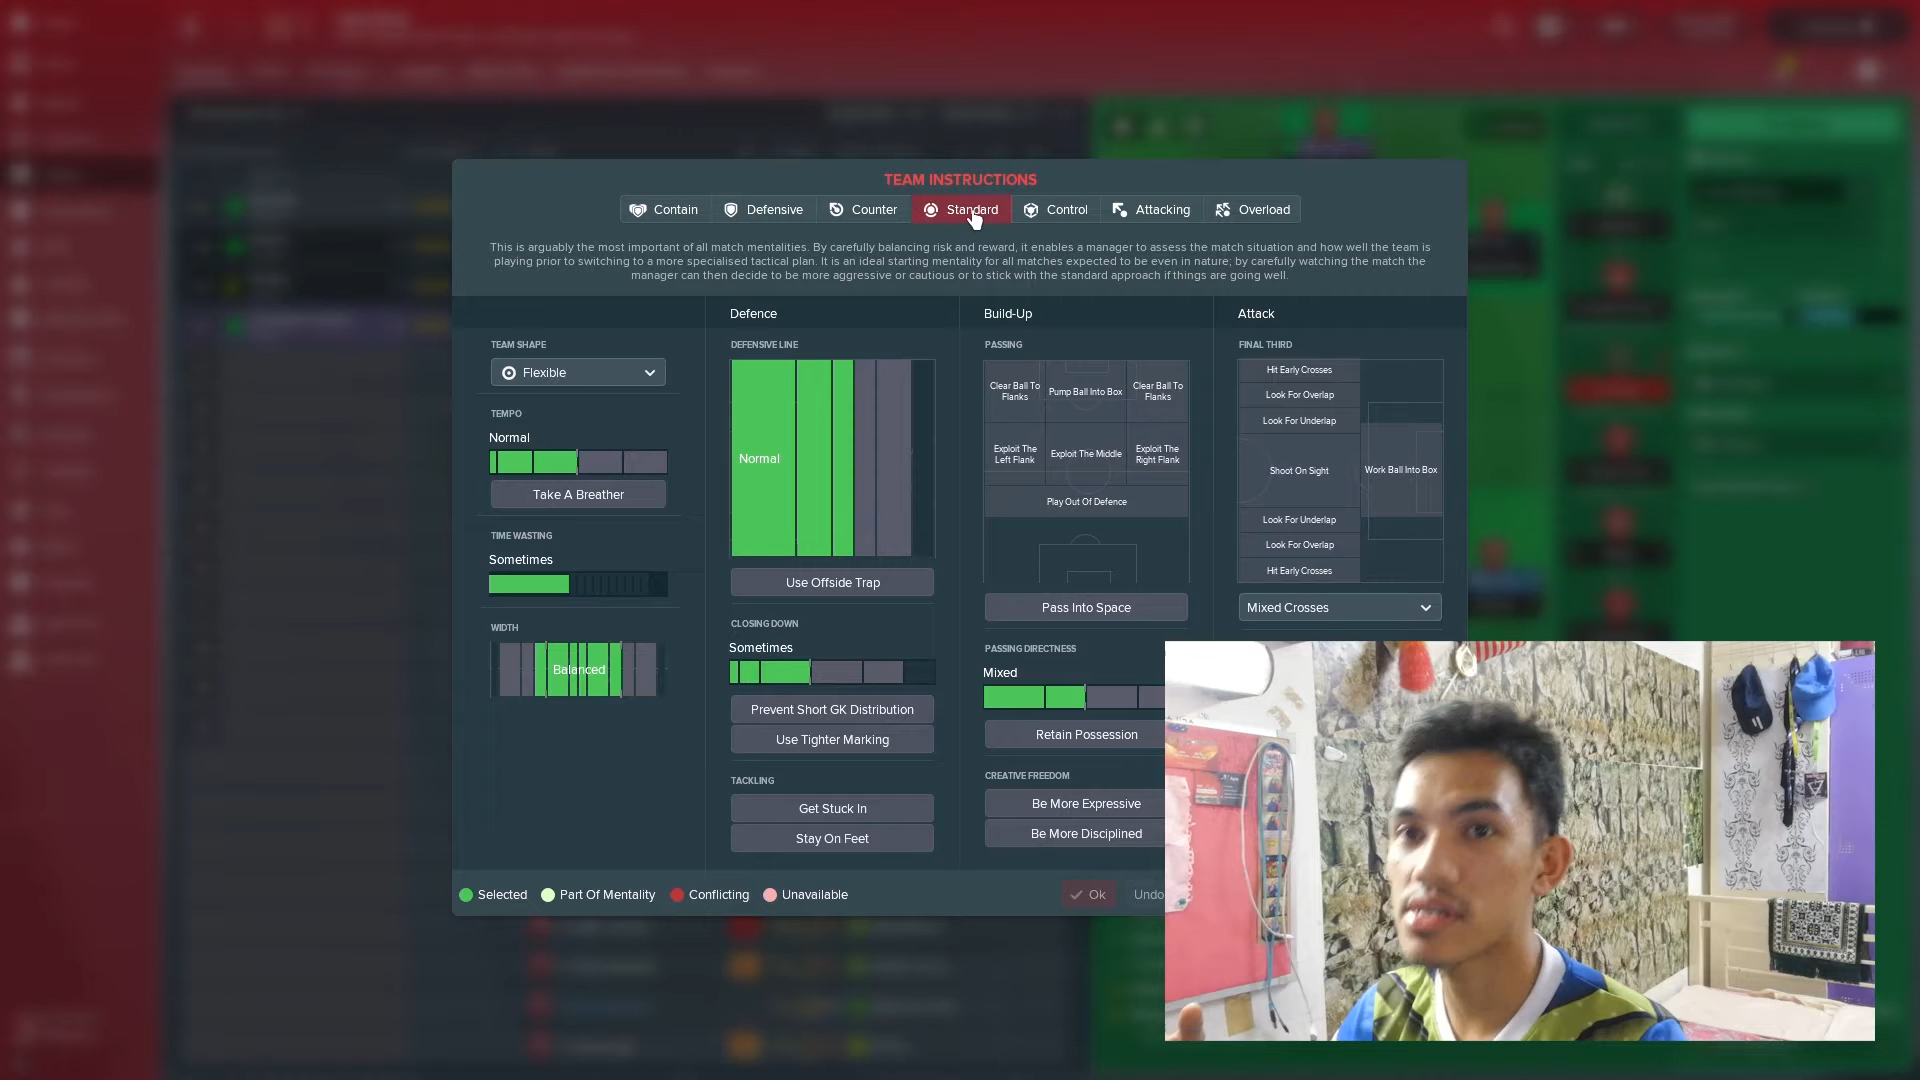 TEAM INSTRUCTIONS
Contain
Defensive
Counter
Standard
Control
Attacking
Overload
This is arguably the most important of all match mentalities. By carefully balancing risk and reward, it enables a manager to assess the match situation and how well the team is
playing prior to switching to a more specialised tactical plan. It is an ideal starting mentality for all matches expected to be even in nature; by carefully watching the match the
manager can then decide to be more aggressive or cautious or to stick with the standard approach if things are going well.
TEAM SHAPE
Flexible
TEMPO
Normal
Take A Breather
TIME WASTING
Sometimes
WIDTH
Balanced
Defence
DEFENSIVE LINE
Normal
Use Offside Trap
CLOSING DOWN
Sometimes
Prevent Short GK Distribution
Use Tighter Marking
TACKLING
Get Stuck In
Stay On Feet
Build-Up
PASSING
Clear Ball To
Flanks
Pump Ball Into Box
Clear Ball To
Flanks
Exploit The
Left Flank
Exploit The Middle
Exploit The
Right Flank
Play Out Of Defence
Pass Into Space
PASSING DIRECTNESS
Mixed
Retain Possession
CREATIVE FREEDOM
Be More Expressive
Be More Disciplined
Attack
FINAL THIRD
Hit Early Crosses
Look For Overlap
Look For Underlap
Shoot On Sight
Work Ball Into Box
Look For Underlap
Look For Overlap
Hit Early Crosses
Mixed Crosses
Selected
Part Of Mentality
Conflicting
Unavailable
Ok
Undo